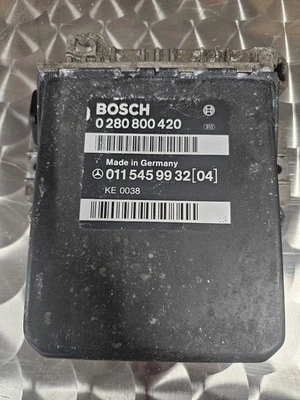 BOSCH
0 280 800 420
Made in Germany
011 545 99 32 [04]
KE 0038